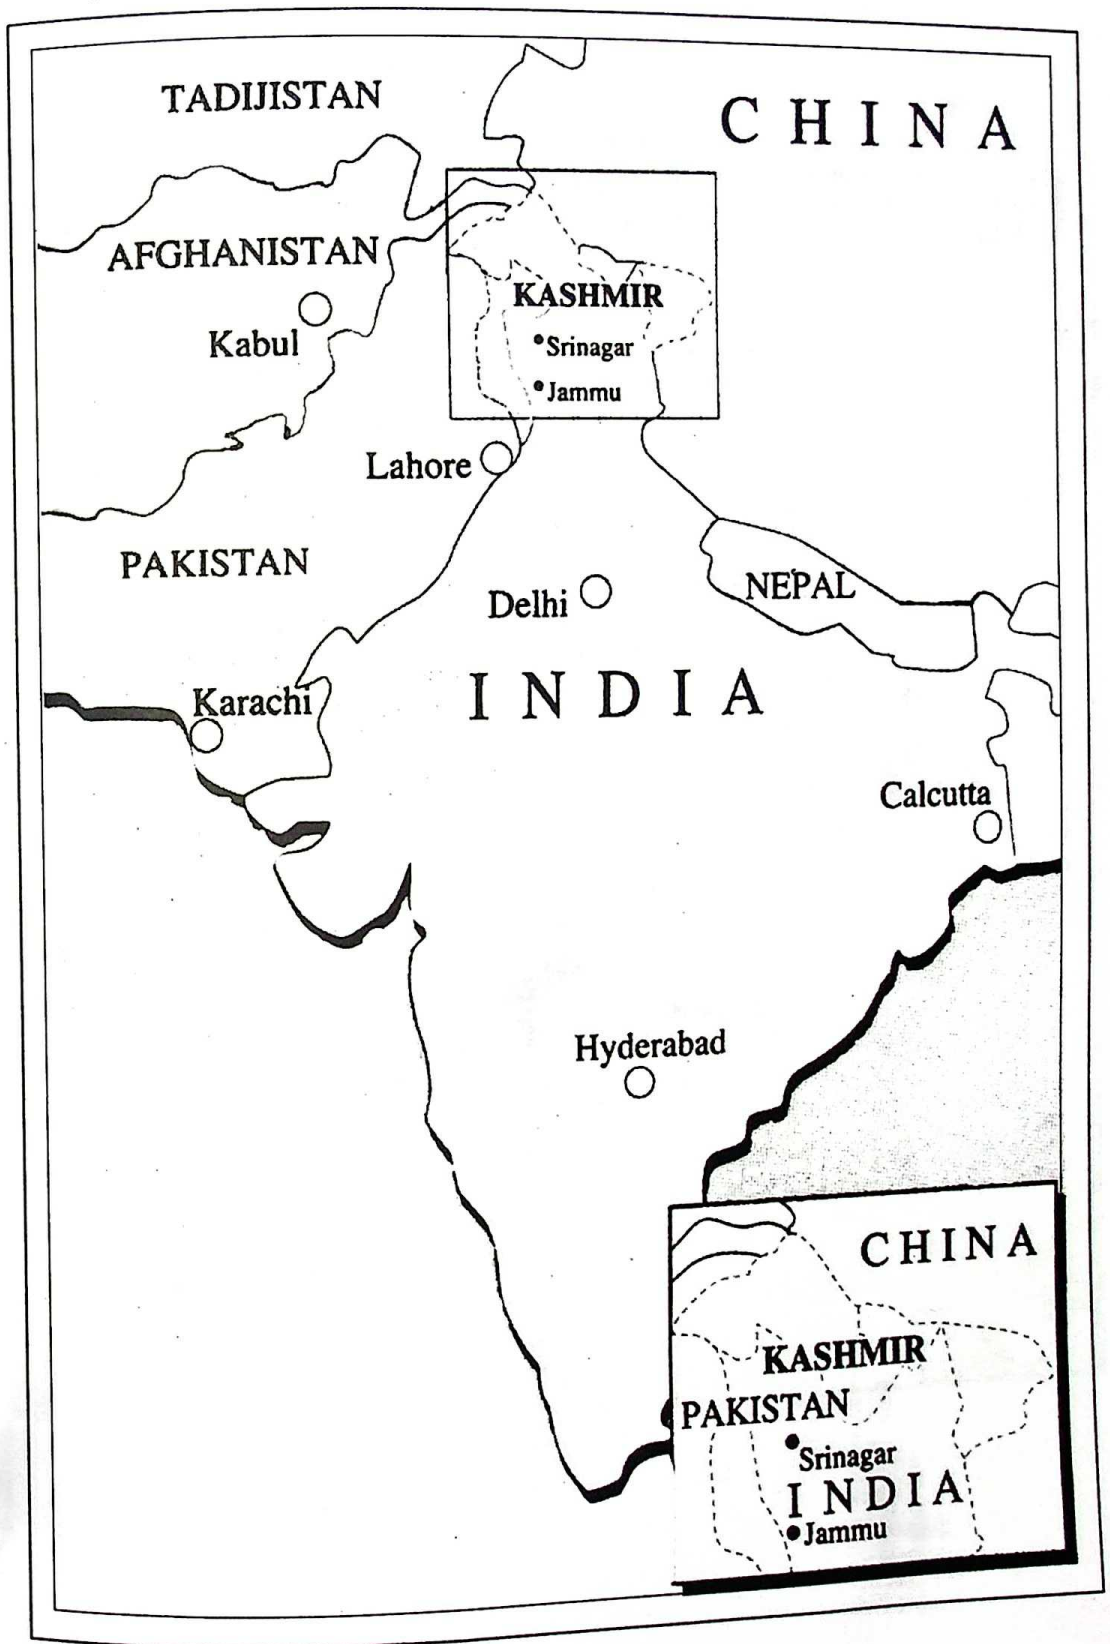 TADIJISTAN
CHINA
AFGHANISTAN
Kabul
KASHMIR
Srinagar
Jammu
Lahore
PAKISTAN
NEPAL
Delhi
INDIA
Karachi
Calcutta
Hyderabad
CHINA
KASHMIR
PAKISTAN
Srinagar
INDIA
Jammu